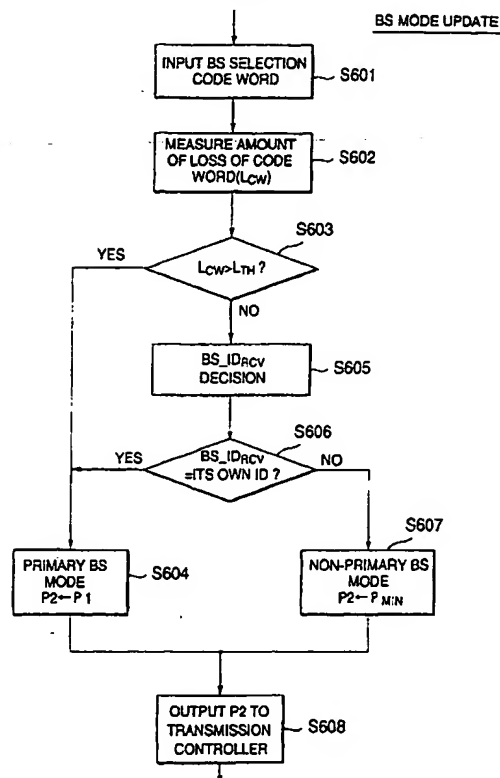 BS MODE UPDATE
INPUT BS SELECTION
CODE WORD
S601
MEASURE AMOUNT
OF LOSS OF CODE
WORD(LCW)
S602
S603
YES
LCW>LTH ?
NO
BS_IDRCV
DECISION
S605
S606
YES
BS_IDRCV
=ITS OWN ID ?
NO
S607
PRIMARY BS
MODE
P2←P1
S604
NON-PRIMARY BS
MODE
P2←PMIN
OUTPUT P2 TO
TRANSMISSION
CONTROLLER
S608